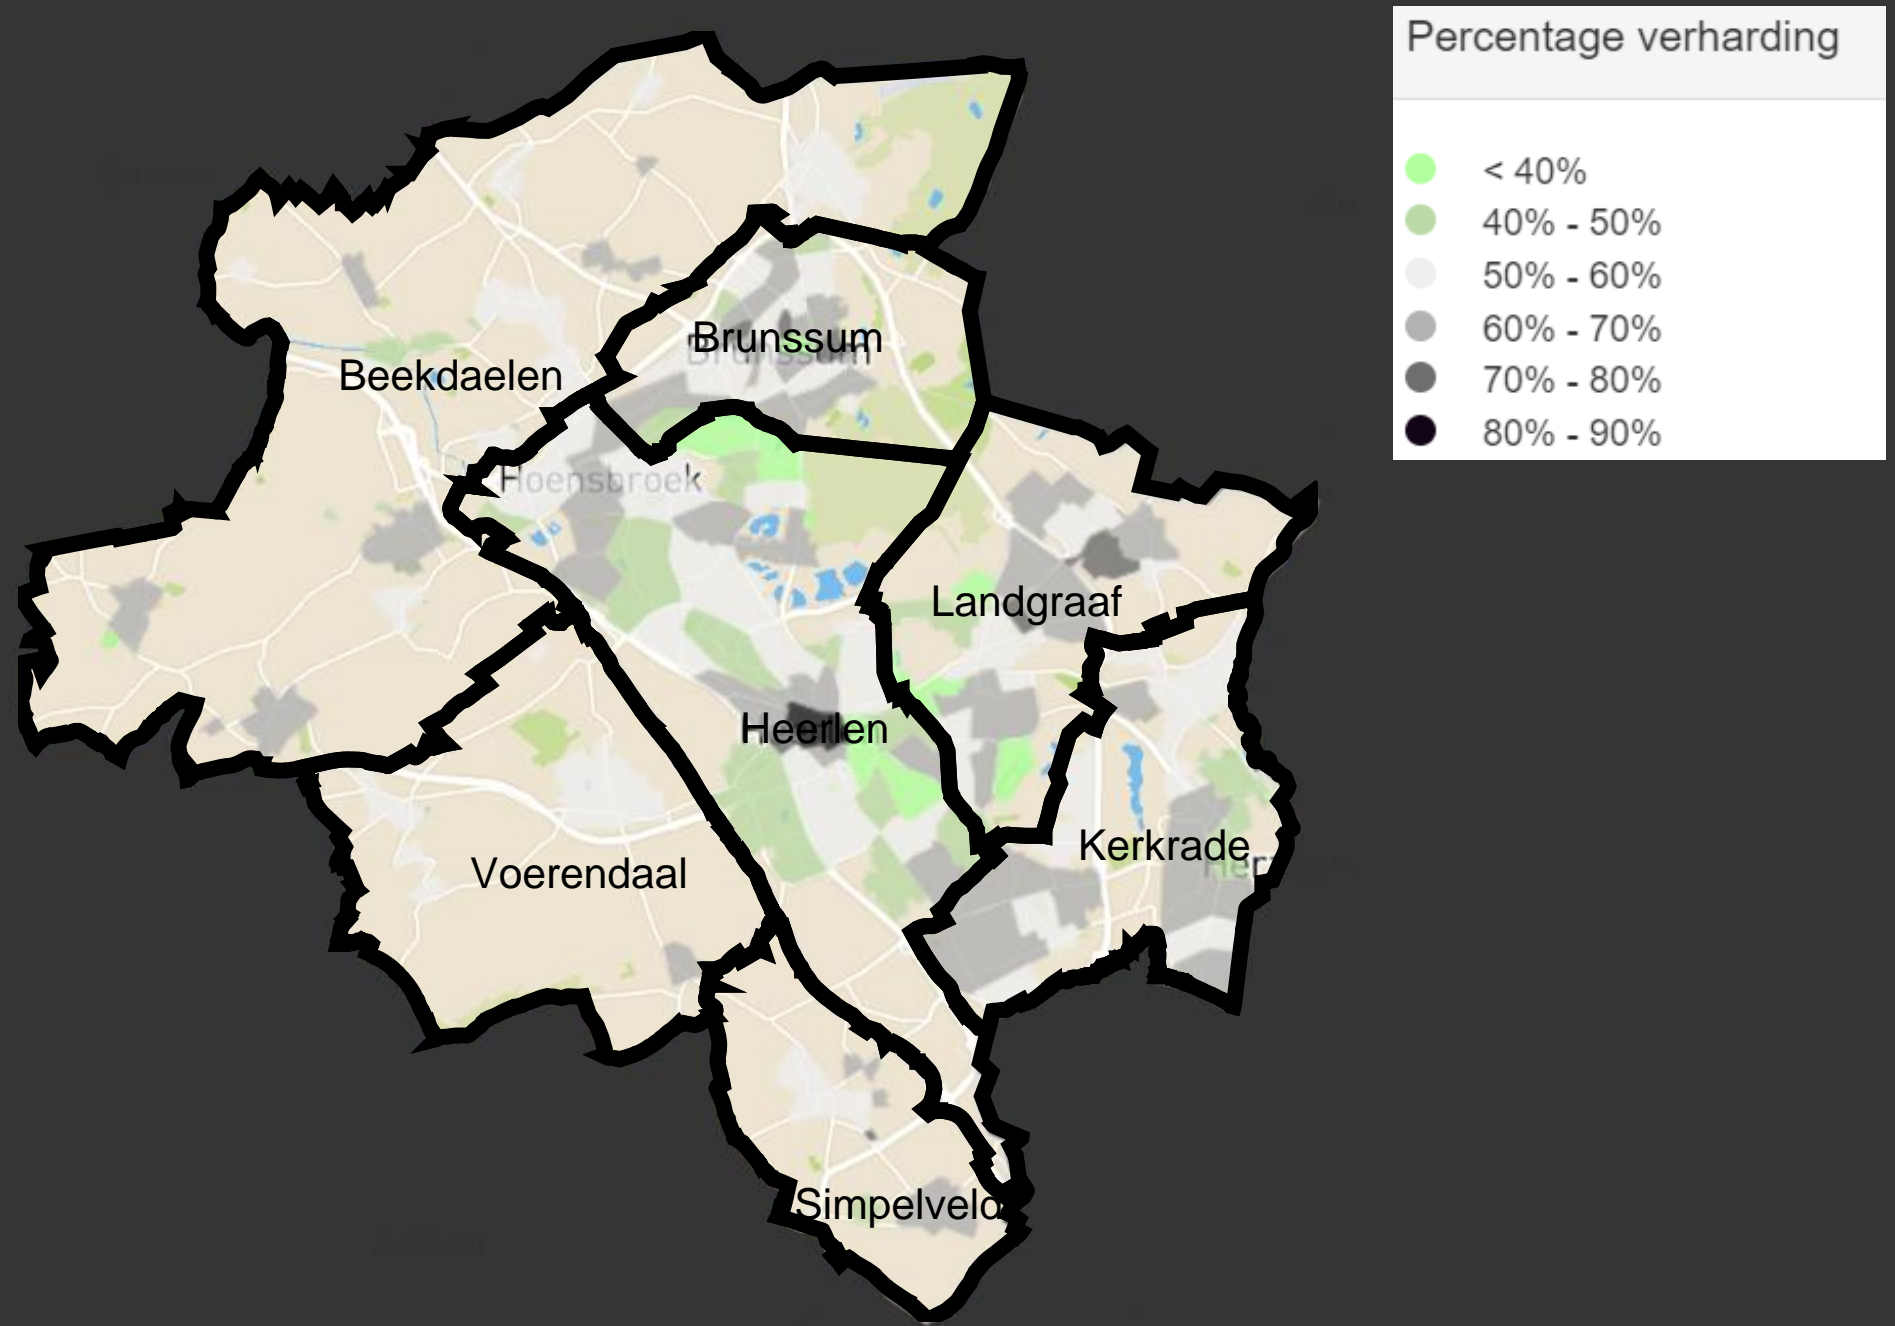 Percentage verharding
< 40%
40% - 50%
50% - 60%
60% - 70%
70% - 80%
80% - 90%
Brunssum
Brunssum
Beekdaelen
Hoensbroek
Landgraaf
Heerlen
Kerkrade
Voerendaal
Simpelveld